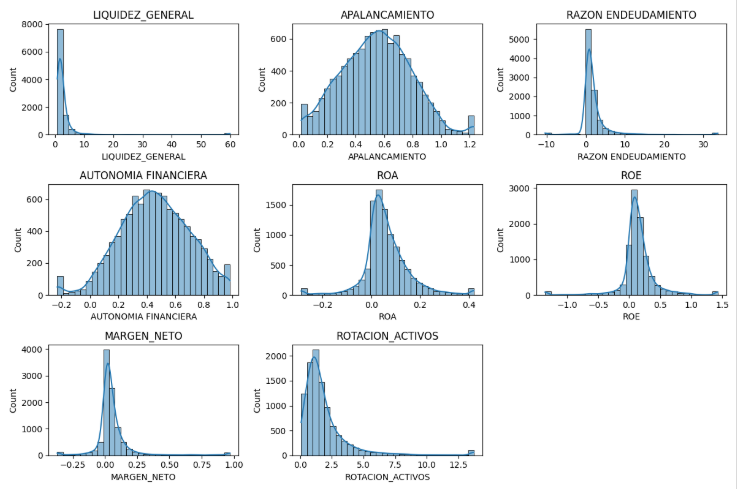 LIQUIDEZ_GENERAL
Count
8000
6000
4000
2000
0
0 10 20 30 40 50 60
LIQUIDEZ_GENERAL
APALANCAMIENTO
Count
600
400
200
0
0.0 0.2 0.4 0.6 0.8 1.0 1.2
APALANCAMIENTO
RAZON ENDEUDAMIENTO
Count
5000
4000
3000
2000
1000
0
−10 0 10 20 30
RAZON ENDEUDAMIENTO
AUTONOMIA FINANCIERA
Count
600
400
200
0
−0.2 0.0 0.2 0.4 0.6 0.8 1.0
AUTONOMIA FINANCIERA
ROA
Count
1500
1000
500
0
−0.2 0.0 0.2 0.4
ROA
ROE
Count
3000
2000
1000
0
−1.0 −0.5 0.0 0.5 1.0 1.5
ROE
MARGEN_NETO
Count
4000
3000
2000
1000
0
−0.25 0.00 0.25 0.50 0.75 1.00
MARGEN_NETO
ROTACION_ACTIVOS
Count
2000
1500
1000
500
0
0.0 2.5 5.0 7.5 10.0 12.5
ROTACION_ACTIVOS